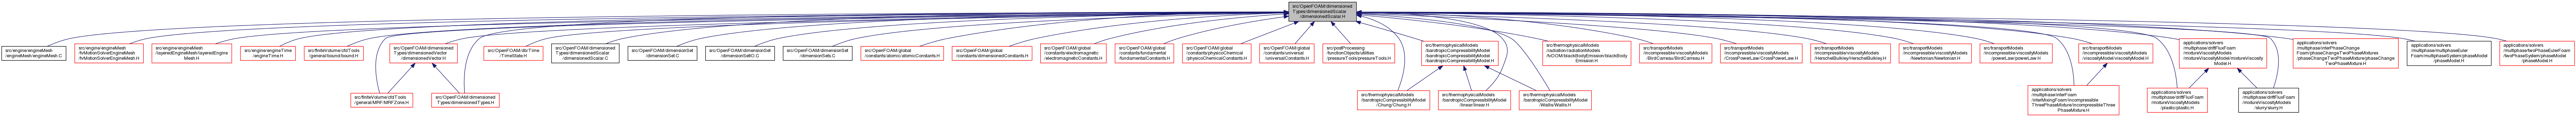 src/OpenFOAM/dimensioned
Types/dimensionedScalar
/dimensionedScalar.H
src/engine/engineMesh
/engineMesh/engineMesh.C
src/engine/engineMesh
/fvMotionSolverEngineMesh
/fvMotionSolverEngineMesh.H
src/engine/engineMesh
/layeredEngineMesh/layeredEngine
Mesh.H
src/engine/engineTime
/engineTime.H
src/finiteVolume/cfdTools
/general/bound/bound.H
src/OpenFOAM/dimensioned
Types/dimensionedVector
/dimensionedVector.H
src/OpenFOAM/db/Time
/TimeState.H
src/OpenFOAM/dimensioned
Types/dimensionedScalar
/dimensionedScalar.C
src/OpenFOAM/dimensionSet
/dimensionSet.C
src/OpenFOAM/dimensionSet
/dimensionSetIO.C
src/OpenFOAM/dimensionSet
/dimensionSets.C
src/OpenFOAM/global
/constants/atomic/atomicConstants.H
src/OpenFOAM/global
/constants/dimensionedConstants.H
src/OpenFOAM/global
/constants/electromagnetic
/electromagneticConstants.H
src/OpenFOAM/global
/constants/fundamental
/fundamentalConstants.H
src/OpenFOAM/global
/constants/physicoChemical
/physicoChemicalConstants.H
src/OpenFOAM/global
/constants/universal
/universalConstants.H
src/postProcessing
/functionObjects/utilities
/pressureTools/pressureTools.H
src/thermophysicalModels
/barotropicCompressibilityModel
/barotropicCompressibilityModel
/barotropicCompressibilityModel.H
src/thermophysicalModels
/radiation/radiationModels
/fvDOM/blackBodyEmission/blackBody
Emission.H
src/transportModels
/incompressible/viscosityModels
/BirdCarreau/BirdCarreau.H
src/transportModels
/incompressible/viscosityModels
/CrossPowerLaw/CrossPowerLaw.H
src/transportModels
/incompressible/viscosityModels
/HerschelBulkley/HerschelBulkley.H
src/transportModels
/incompressible/viscosityModels
/Newtonian/Newtonian.H
src/transportModels
/incompressible/viscosityModels
/powerLaw/powerLaw.H
src/transportModels
/incompressible/viscosityModels
/viscosityModel/viscosityModel.H
applications/solvers
/multiphase/driftFluxFoam
/mixtureViscosityModels
/mixtureViscosityModel/mixtureViscosity
Model.H
applications/solvers
/multiphase/interPhaseChange
Foam/phaseChangeTwoPhaseMixtures
/phaseChangeTwoPhaseMixture/phaseChange
TwoPhaseMixture.H
applications/solvers
/multiphase/multiphaseEuler
Foam/multiphaseSystem/phaseModel
/phaseModel.H
applications/solvers
/multiphase/twoPhaseEulerFoam
/twoPhaseSystem/phaseModel
/phaseModel.H
src/finiteVolume/cfdTools
/general/MRF/MRFZone.H
src/OpenFOAM/dimensioned
Types/dimensionedTypes.H
src/thermophysicalModels
/barotropicCompressibilityModel
/Chung/Chung.H
src/thermophysicalModels
/barotropicCompressibilityModel
/linear/linear.H
src/thermophysicalModels
/barotropicCompressibilityModel
/Wallis/Wallis.H
applications/solvers
/multiphase/interFoam
/interMixingFoam/incompressible
ThreePhaseMixture/incompressibleThree
PhaseMixture.H
applications/solvers
/multiphase/driftFluxFoam
/mixtureViscosityModels
/plastic/plastic.H
applications/solvers
/multiphase/driftFluxFoam
/mixtureViscosityModels
/slurry/slurry.H